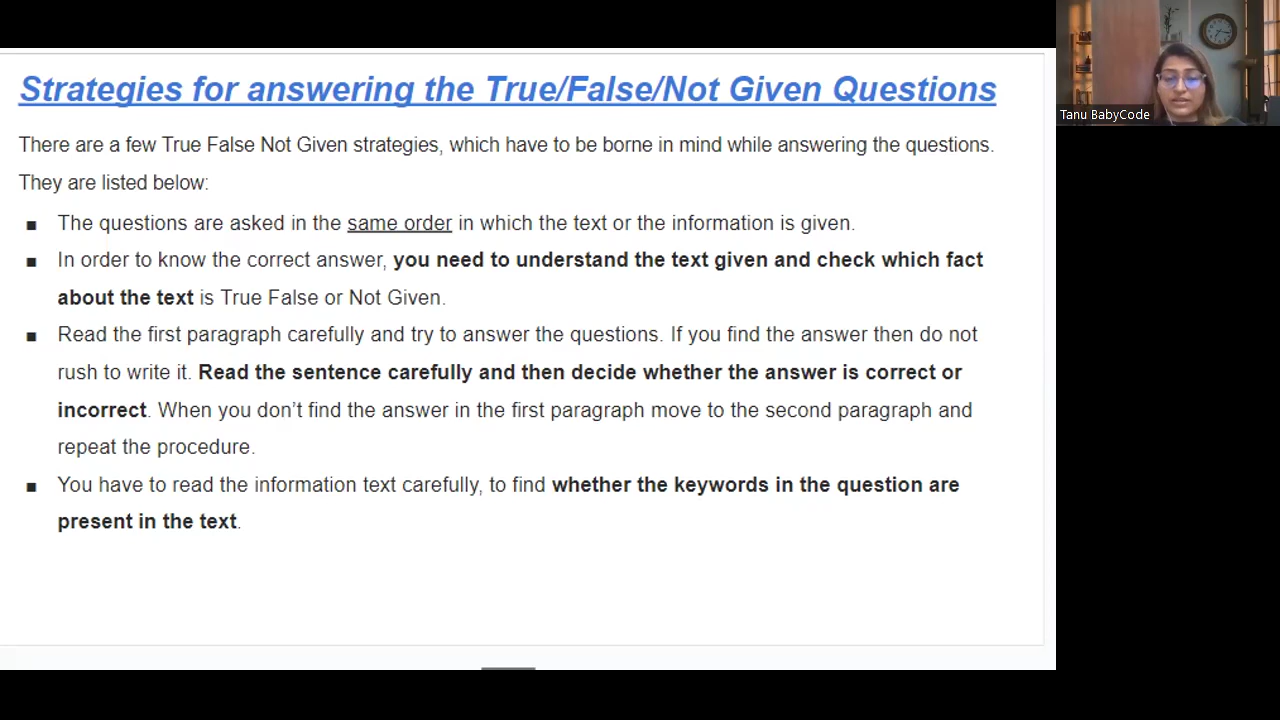 Strategies for answering the True/False/Not Given Questions
There are a few True False Not Given strategies, which have to be borne in mind while answering the questions.
They are listed below:
■ The questions are asked in the same order in which the text or the information is given.
■ In order to know the correct answer, you need to understand the text given and check which fact
about the text is True False or Not Given.
■ Read the first paragraph carefully and try to answer the questions. If you find the answer then do not
rush to write it. Read the sentence carefully and then decide whether the answer is correct or
incorrect. When you don’t find the answer in the first paragraph move to the second paragraph and
repeat the procedure.
■ You have to read the information text carefully, to find whether the keywords in the question are
present in the text.
Tanu BabyCode